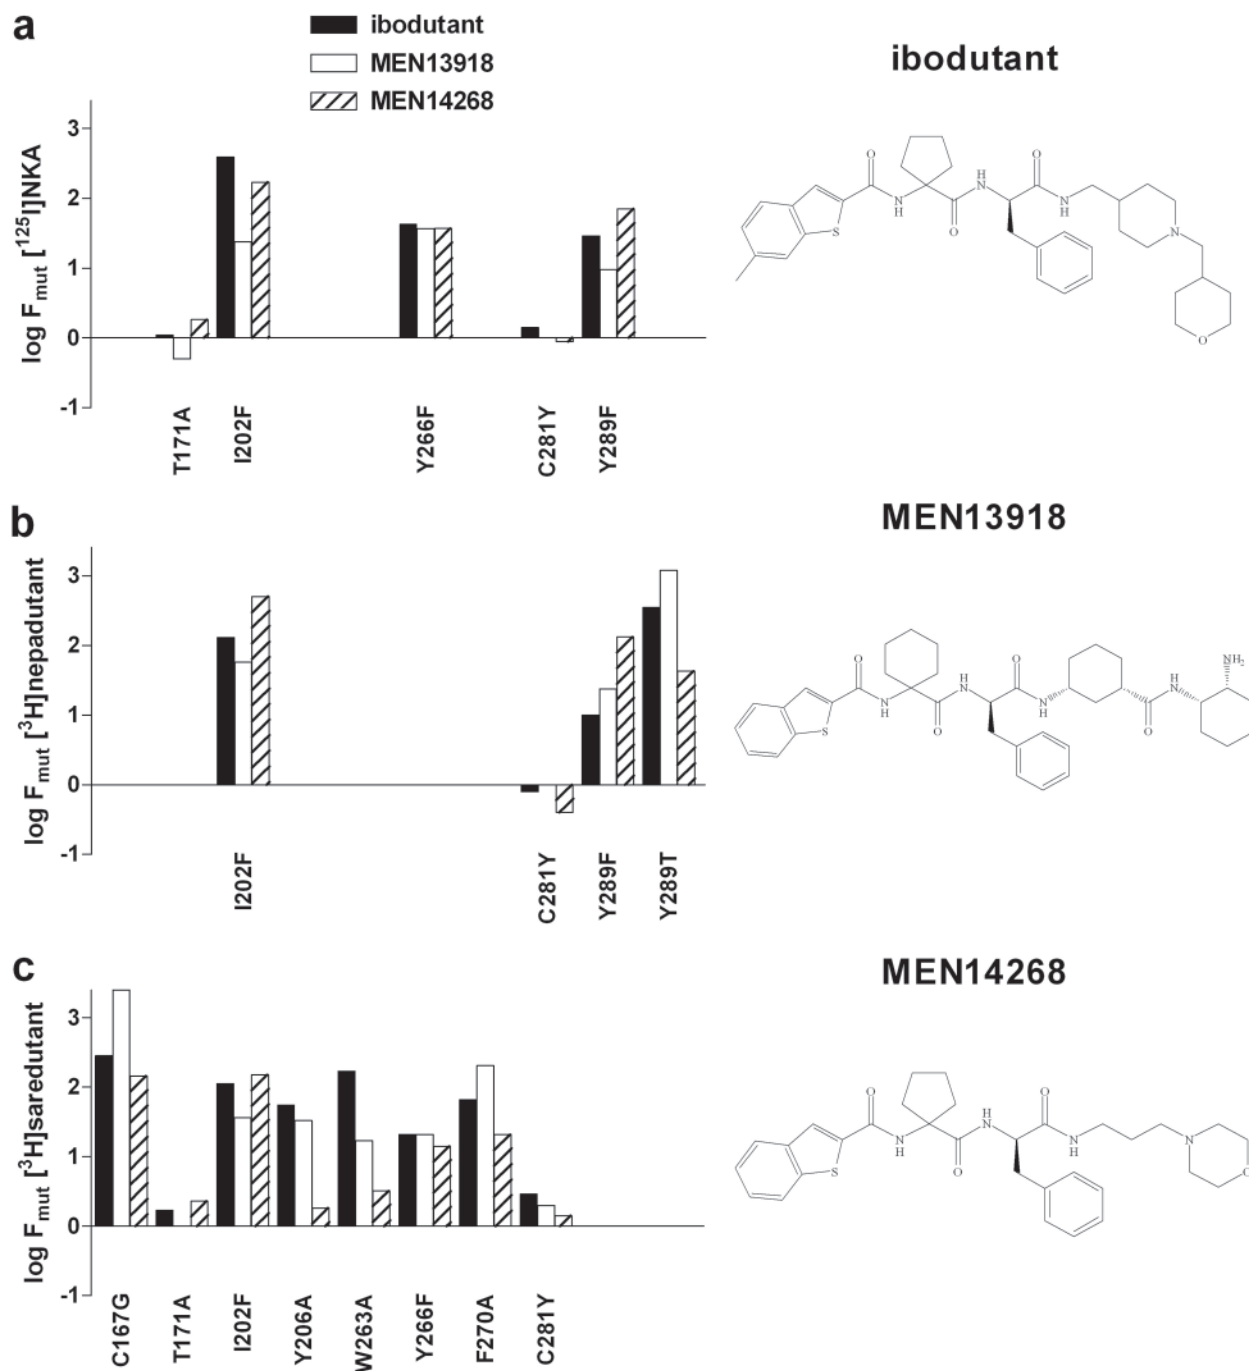 a
ibodutant
MEN13918
MEN14268
ibodutant
log F_mut [125I]NKA
3
2
1
0
-1
T171A
I202F
Y266F
C281Y
Y289F
O
N
H
S
O
H
N
O
O
N
H
N
O
b
MEN13918
log F_mut [3H]nepadutant
3
2
1
0
-1
I202F
C281Y
Y289F
Y289T
O
N
H
S
O
H
N
O
O
N
H
O
H
N
NH2
c
MEN14268
log F_mut [3H]saredutant
3
2
1
0
-1
C167G
T171A
I202F
Y206A
W263A
Y266F
F270A
C281Y
O
N
H
S
O
H
N
O
O
N
H
N
O